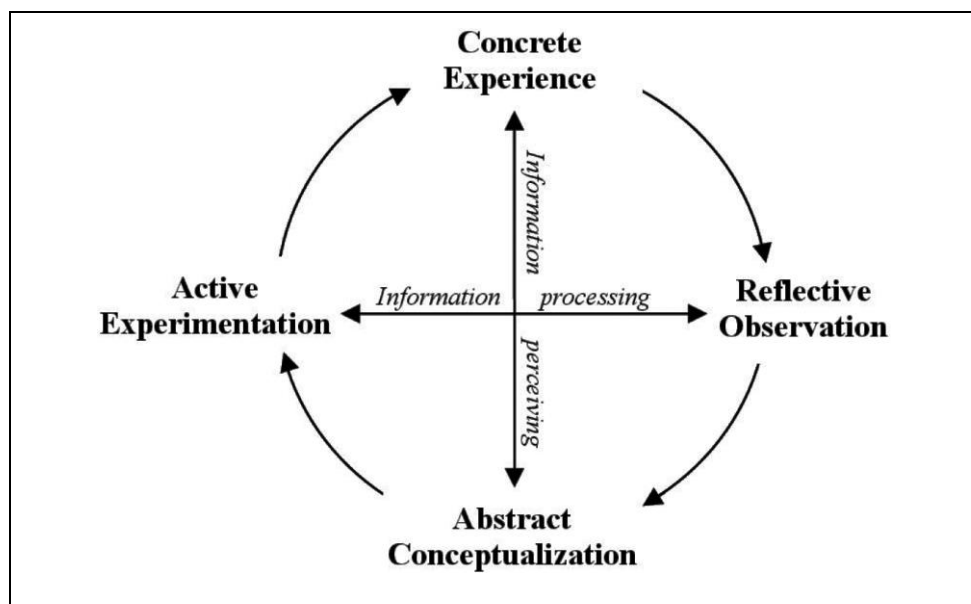 Concrete
Experience
Information
Active
Experimentation
Information processing
Reflective
Observation
perceiving
Abstract
Conceptualization